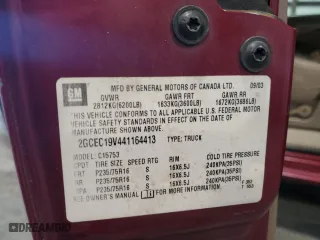 GM
MFD BY GENERAL MOTORS OF CANADA LTD.
09/03
GVWR GAWR FRT GAWR RR
2812KG(6200LB) 1633KG(3600LB) 1672KG(3686LB)
THIS VEHICLE CONFORMS TO ALL APPLICABLE U.S. FEDERAL MOTOR
VEHICLE SAFETY STANDARDS IN EFFECT ON THE DATE OF
MANUFACTURE SHOWN ABOVE.
2GCEC19V441164413 TYPE: TRUCK
MODEL: C15753
TIRE SIZE SPEED RTG RIM COLD TIRE PRESSURE
FRT P235/75R16 S 16X6.5J 240KPA(35PSI)
RR P235/75R16 S 16X6.5J 240KPA(35PSI)
SPA P235/75R16 S 16X6.5J 240KPA(35PSI)
SEE OWNER'S MANUAL FOR MORE INFORMATION.